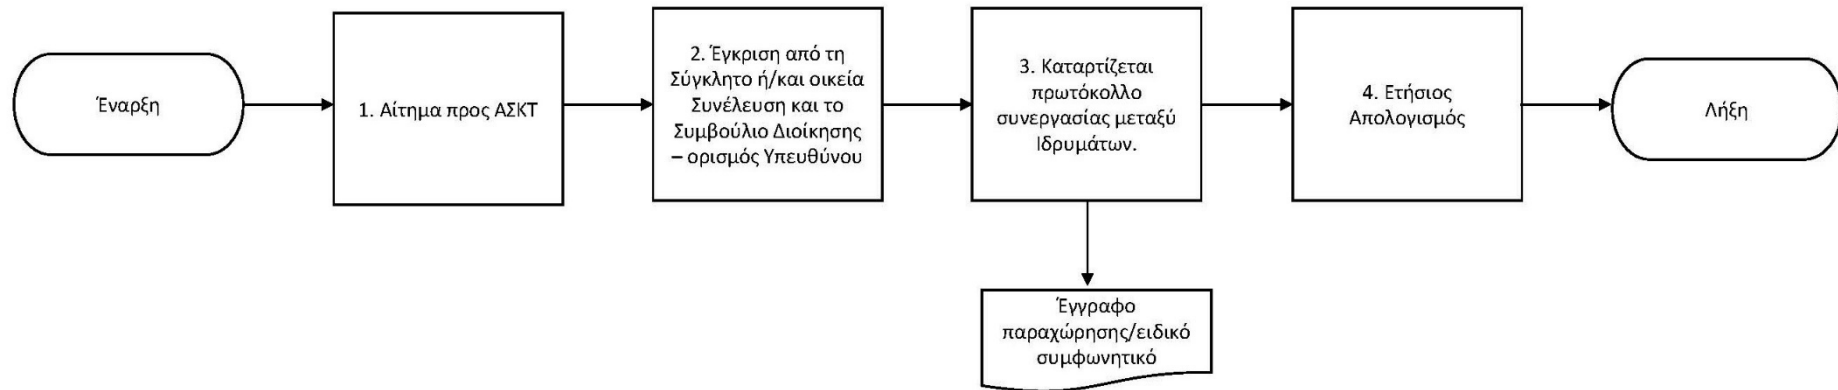 Έναρξη
1. Αίτημα προς ΑΣΚΤ
2. Έγκριση από τη
Σύγκλητο ή/και οικεία
Συνέλευση και το
Συμβούλιο Διοίκησης
– ορισμός Υπευθύνου
3. Καταρτίζεται
πρωτόκολλο
συνεργασίας μεταξύ
Ιδρυμάτων.
4. Ετήσιος
Απολογισμός
Λήξη
Έγγραφο
παραχώρησης/ειδικό
συμφωνητικό